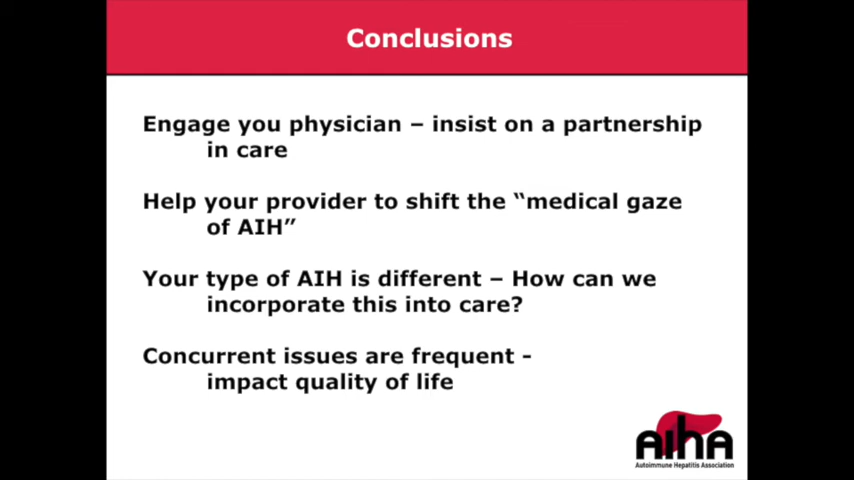 Conclusions
Engage you physician – insist on a partnership
in care
Help your provider to shift the “medical gaze
of AIH”
Your type of AIH is different – How can we
incorporate this into care?
Concurrent issues are frequent -
impact quality of life
AIHA
Autoimmune Hepatitis Association